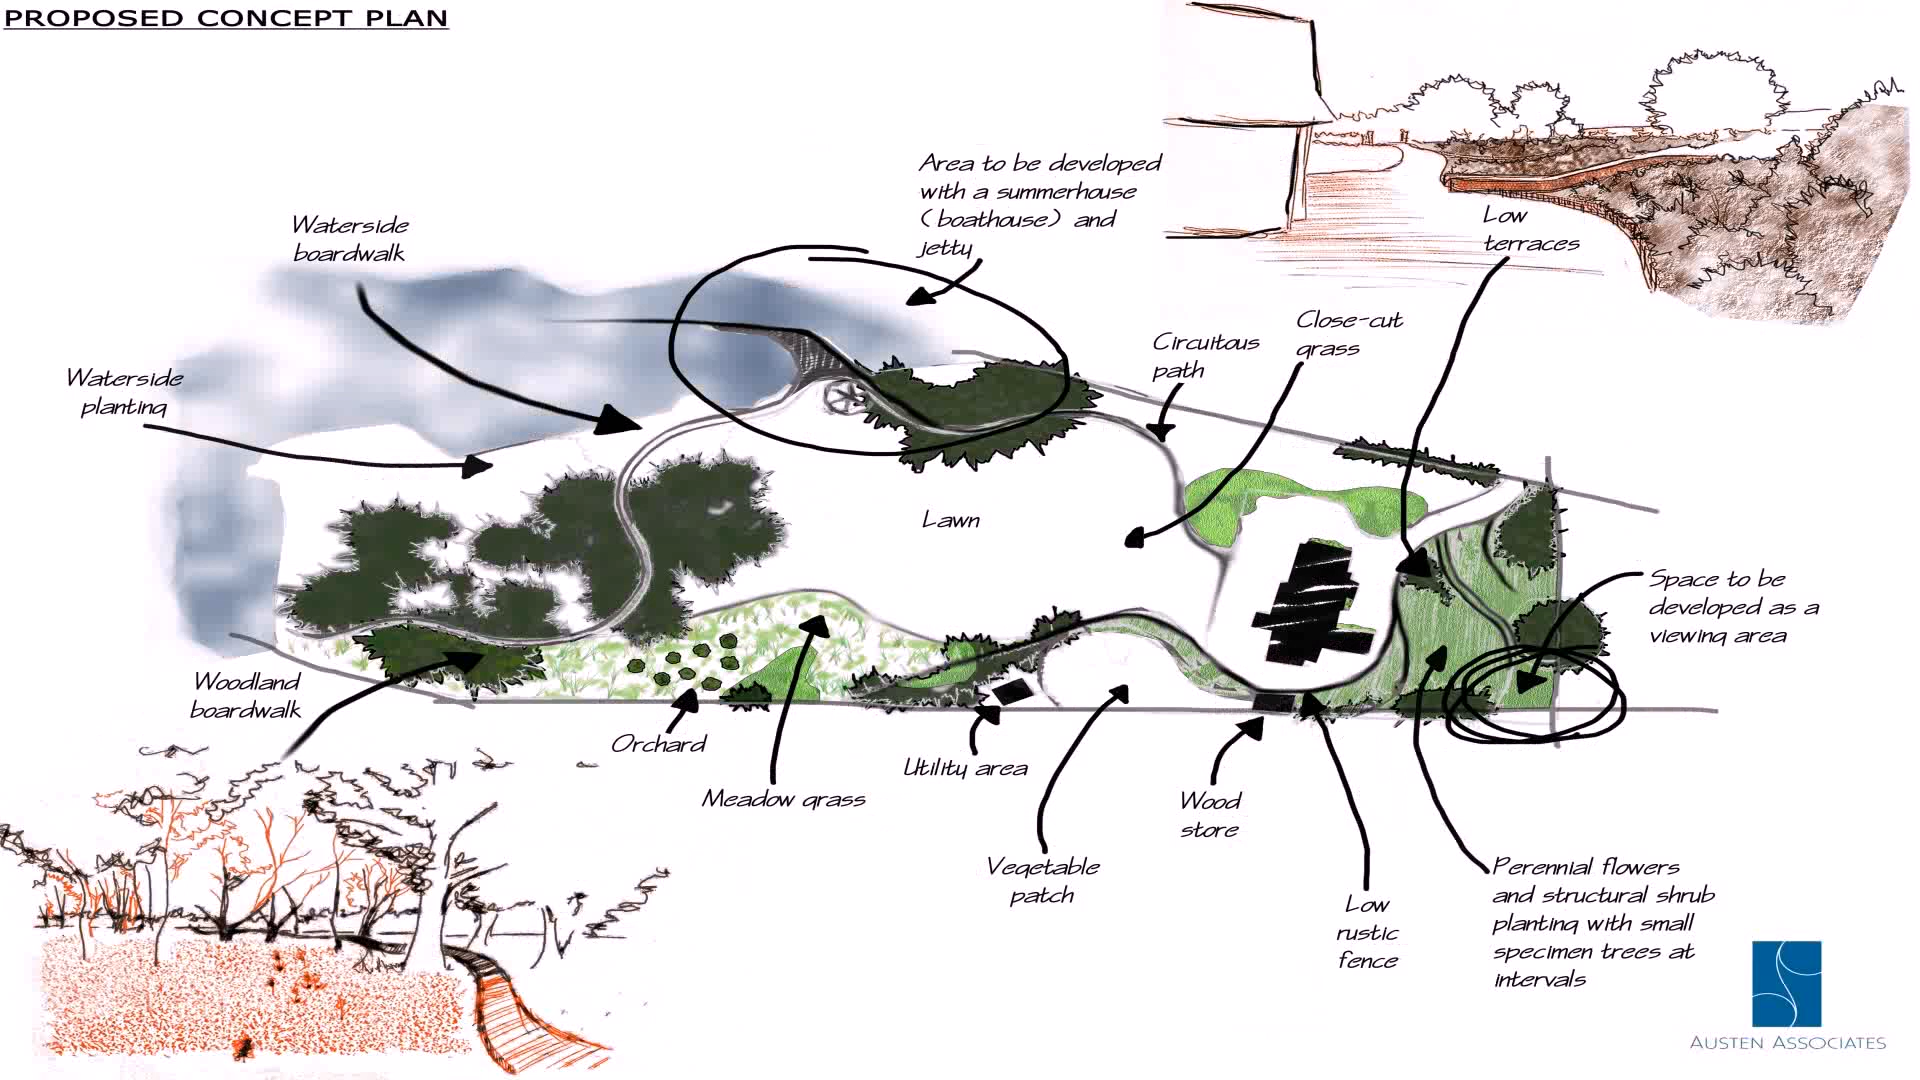 PROPOSED CONCEPT PLAN
Area to be developed
with a summerhouse
(boathouse) and
jetty
Waterside
boardwalk
Low
terraces
Close-cut
grass
Circuitous
path
Waterside
planting
Lawn
Space to be
developed as a
viewing area
Woodland
boardwalk
Orchard
Utility area
Meadow grass
Wood
store
Vegetable
patch
Low
rustic
fence
Perennial flowers
and structural shrub
planting with small
specimen trees at
intervals
AUSTEN ASSOCIATES